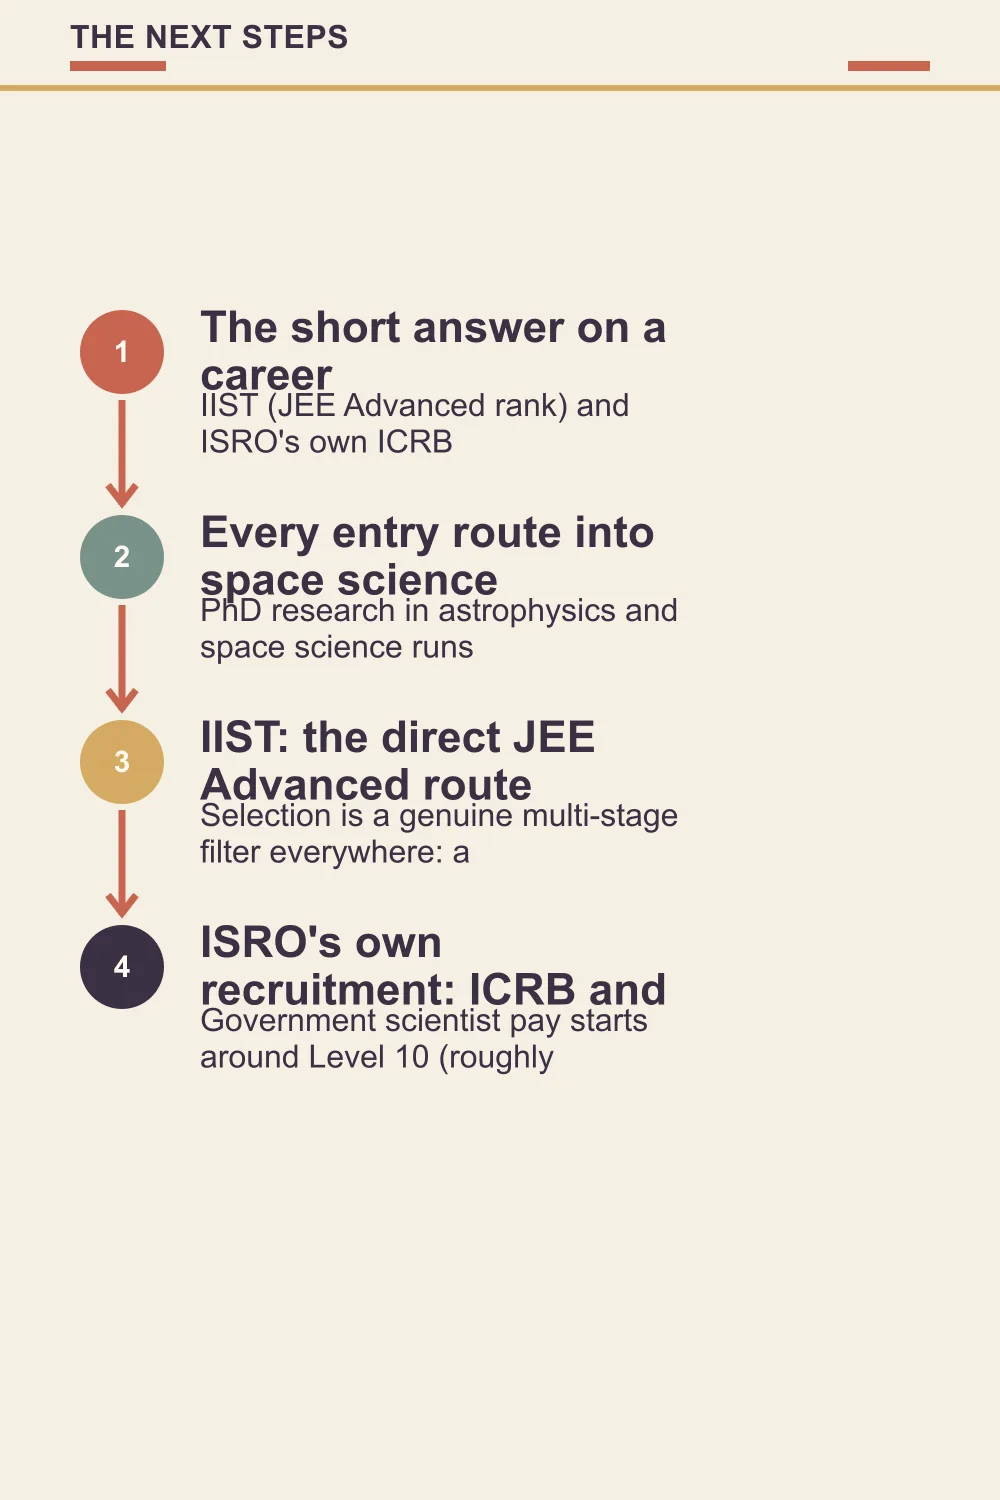 THE NEXT STEPS
1
The short answer on a
career
IIST (JEE Advanced rank) and
ISRO's own ICRB
2
Every entry route into
space science
PhD research in astrophysics and
space science runs
3
IIST: the direct JEE
Advanced route
Selection is a genuine multi-stage
filter everywhere: a
4
ISRO's own
recruitment: ICRB and
Government scientist pay starts
around Level 10 (roughly